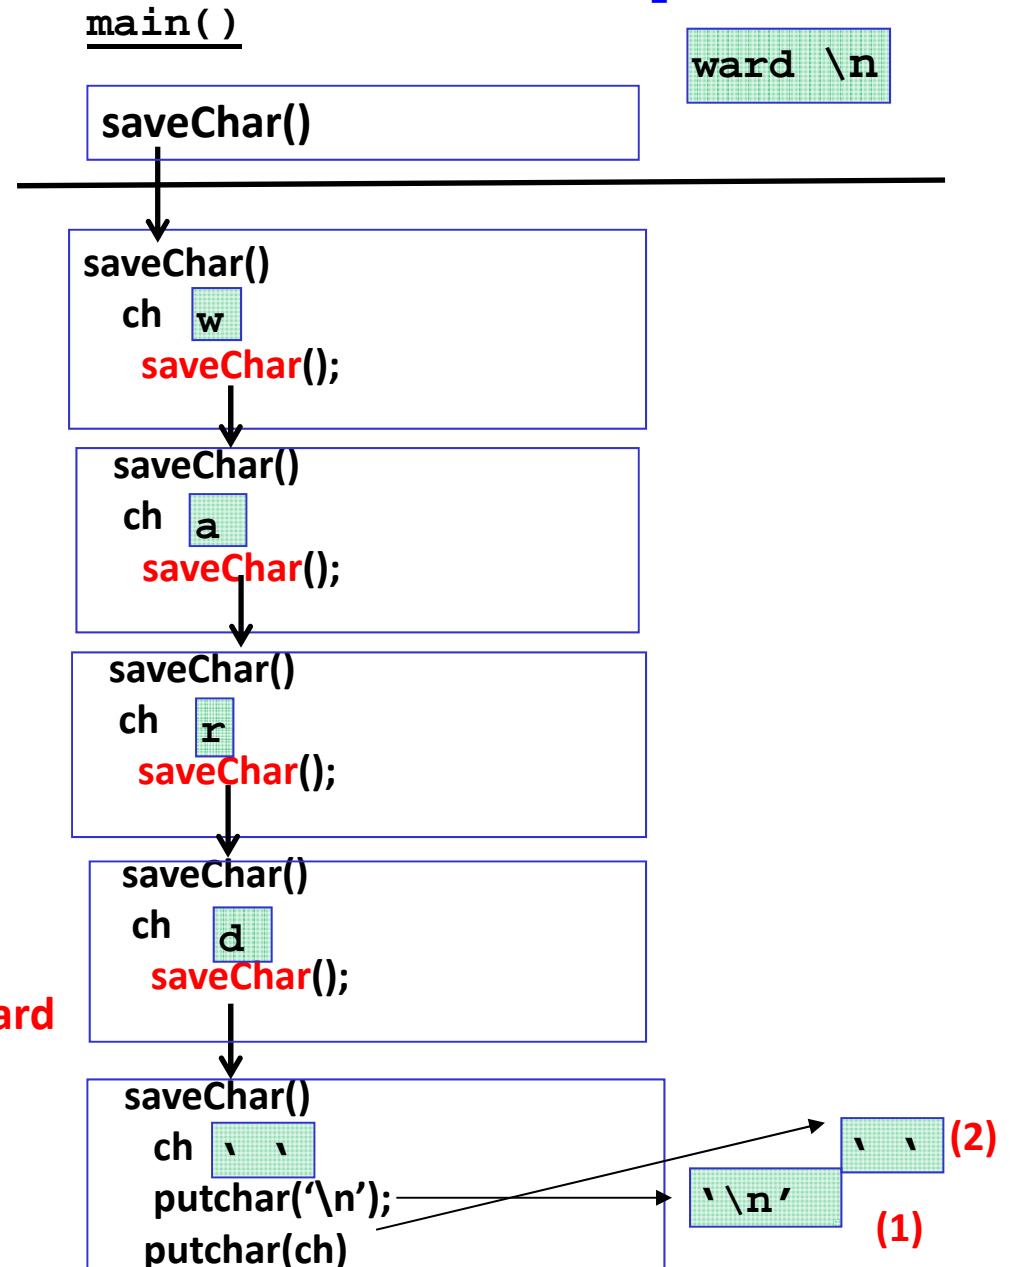 main()
ward \n
saveChar()
saveChar()
ch w
saveChar();
saveChar()
ch a
saveChar();
saveChar()
ch r
saveChar();
saveChar()
ch d
saveChar();
ard
saveChar()
ch ‘ ‘
‘ ‘ (2)
putchar(‘\n’);
‘\n’
(1)
putchar(ch)